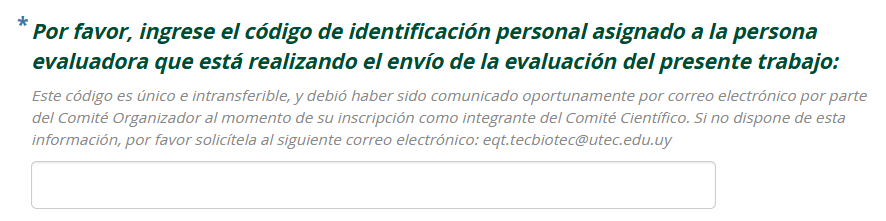 * Por favor, ingrese el código de identificación personal asignado a la persona
evaluadora que está realizando el envío de la evaluación del presente trabajo:
Este código es único e intransferible, y debió haber sido comunicado oportunamente por correo electrónico por parte
del Comité Organizador al momento de su inscripción como integrante del Comité Científico. Si no dispone de esta
información, por favor solicítela al siguiente correo electrónico: eqt.tecbiotec@utec.edu.uy